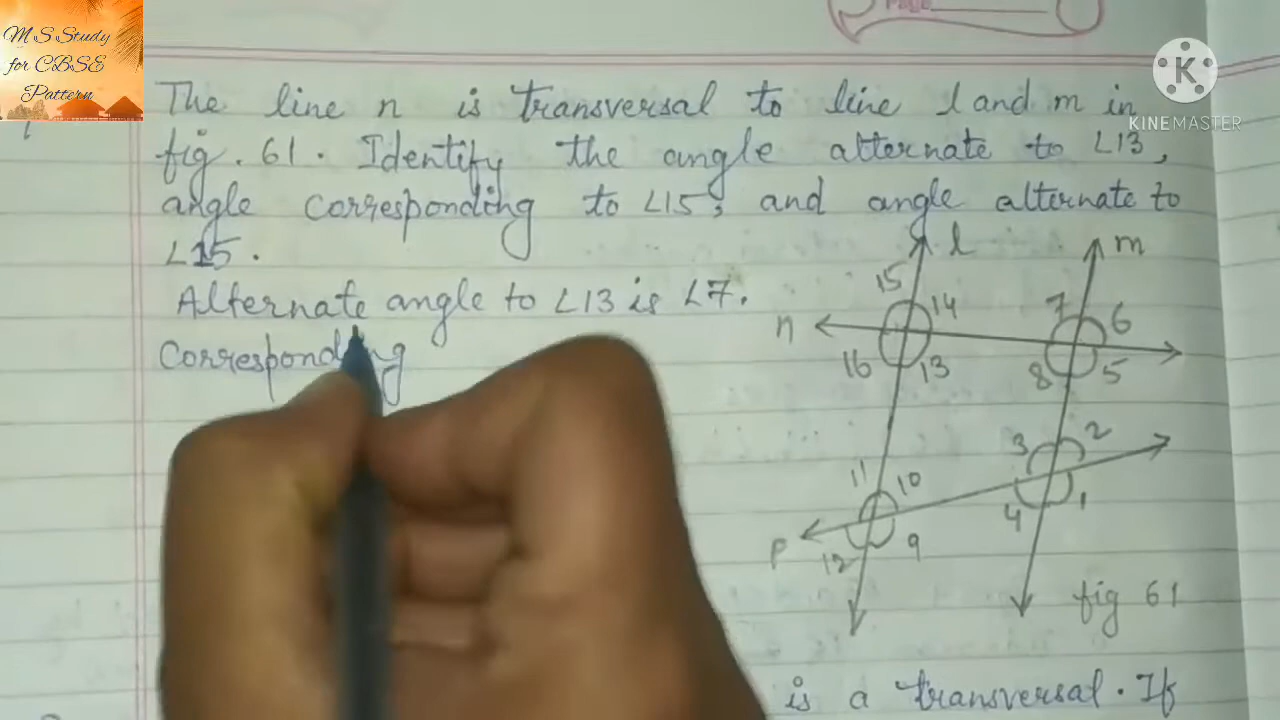 Page
M S Study
for CBSE
Pattern
KINEMASTER
The line n is transversal to line l and m in
fig. 61. Identify the angle alternate to ∠13,
angle corresponding to ∠15, and angle alternate to
∠15.
Alternate angle to ∠13 is ∠7.
Corresponding
l
m
n
15
14
16
13
7
6
8
5
3
2
4
1
11
10
12
9
p
fig 61
is a transversal. If